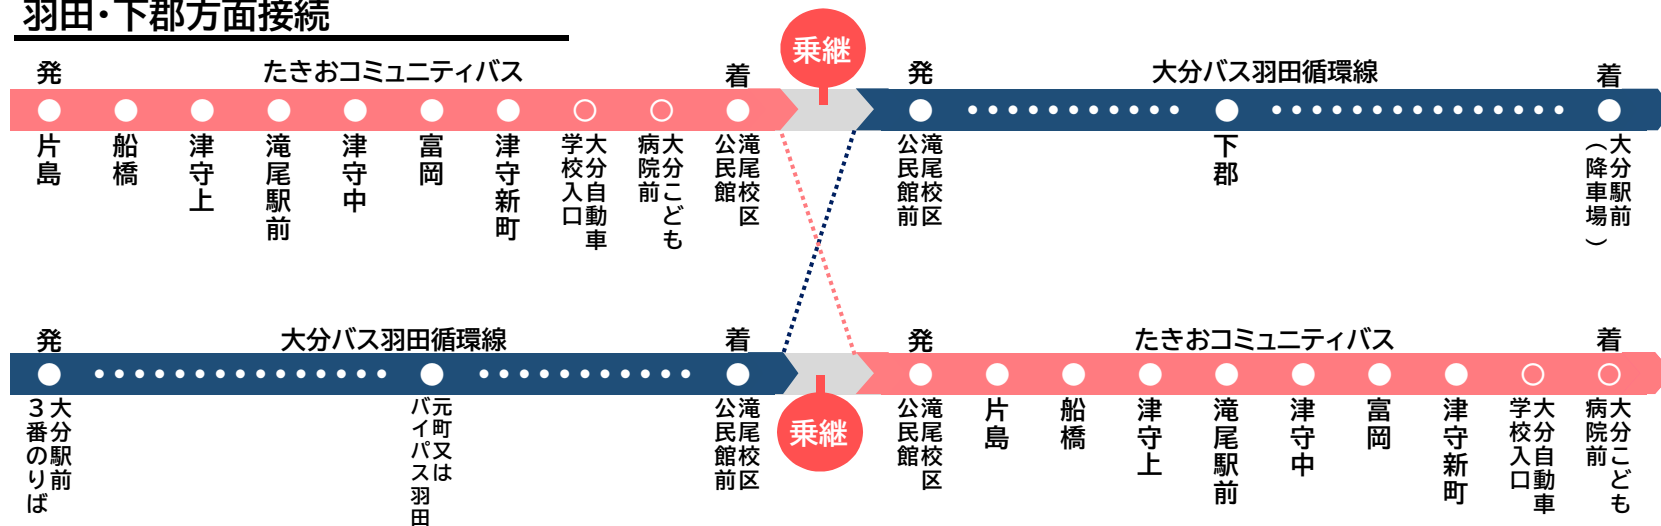 羽田・下郡方面接続
乗継
発
たきおコミュニティバス
着
発
大分バス羽田循環線
着
片島
船橋
津守上
滝尾駅前
津守中
富岡
津守新町
大分自動車
学校入口
大分こども
病院前
滝尾校区
公民館
滝尾校区
公民館前
下郡
大分駅前
（降車場）
発
大分バス羽田循環線
着
発
たきおコミュニティバス
着
乗継
大分駅前
３番のりば
元町又は
バイパス羽田
滝尾校区
公民館前
滝尾校区
公民館
片島
船橋
津守上
滝尾駅前
津守中
富岡
津守新町
大分自動車
学校入口
大分こども
病院前